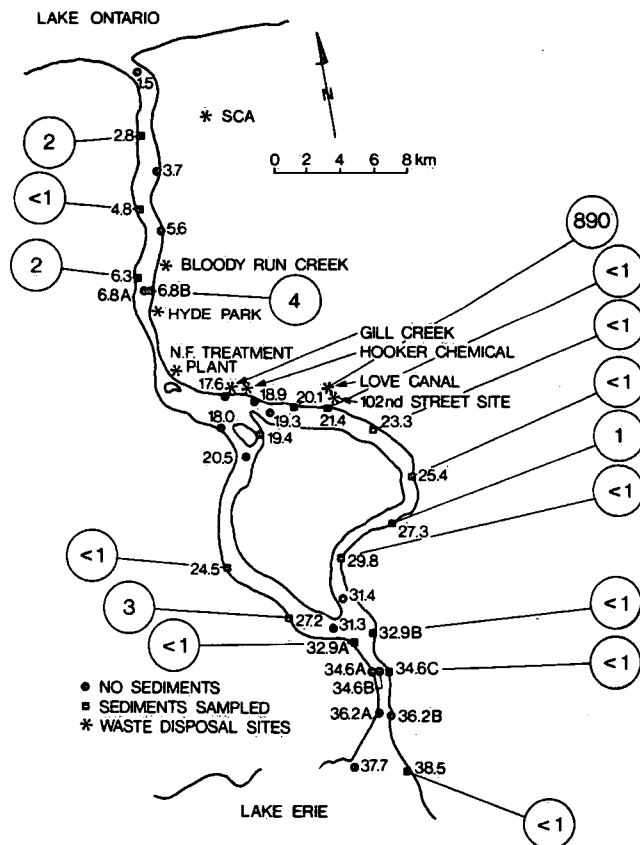 LAKE ONTARIO
1.5
* SCA
N
2
2.8
3.7
0 2 4 6 8 km
<1
4.8
5.6
890
* BLOODY RUN CREEK
<1
2
6.3
6.8A
6.8B
4
* HYDE PARK
<1
GILL CREEK
N.F. TREATMENT
* PLANT
HOOKER CHEMICAL
<1
17.6
* *
18.9
20.1
* LOVE CANAL
* 102nd STREET SITE
19.3
21.4
23.3
18.0
19.4
1
20.5
25.4
<1
27.3
<1
24.5
29.8
31.4
<1
3
27.2
31.3
32.9B
<1
32.9A
<1
34.6A
34.6C
● NO SEDIMENTS
34.6B
■ SEDIMENTS SAMPLED
36.2A
36.2B
* WASTE DISPOSAL SITES
37.7
38.5
LAKE ERIE
<1